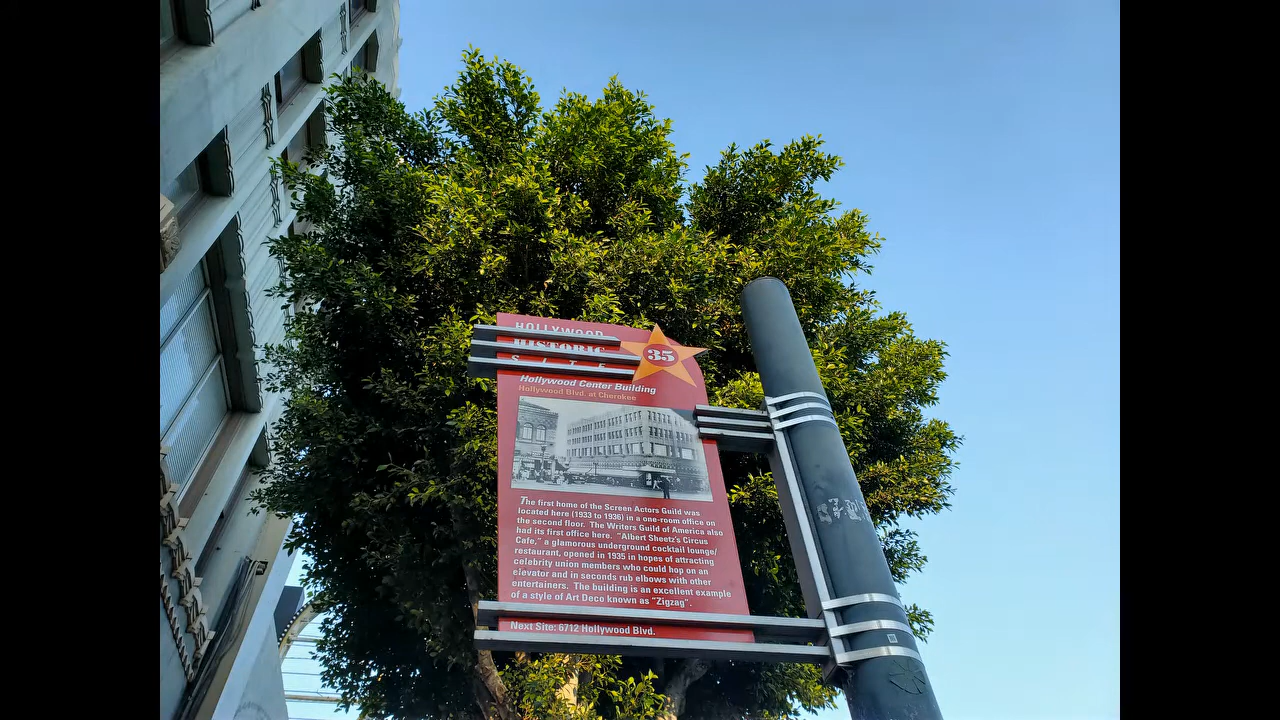 HOLLYWOOD
HISTORIC
SITE
35
Hollywood Center Building
Hollywood Blvd. at Cherokee
The first home of the Screen Actors Guild was
located here (1933 to 1936) in a one-room office on
the second floor. The Writers Guild of America also
had its first office here. "Albert Sheetz's Circus
Cafe," a glamorous underground cocktail lounge/
restaurant, opened in 1935 in hopes of attracting
celebrity union members who could hop on an
elevator and in seconds rub elbows with other
entertainers. The building is an excellent example
of a style of Art Deco known as "Zigzag".
Next Site: 6712 Hollywood Blvd.